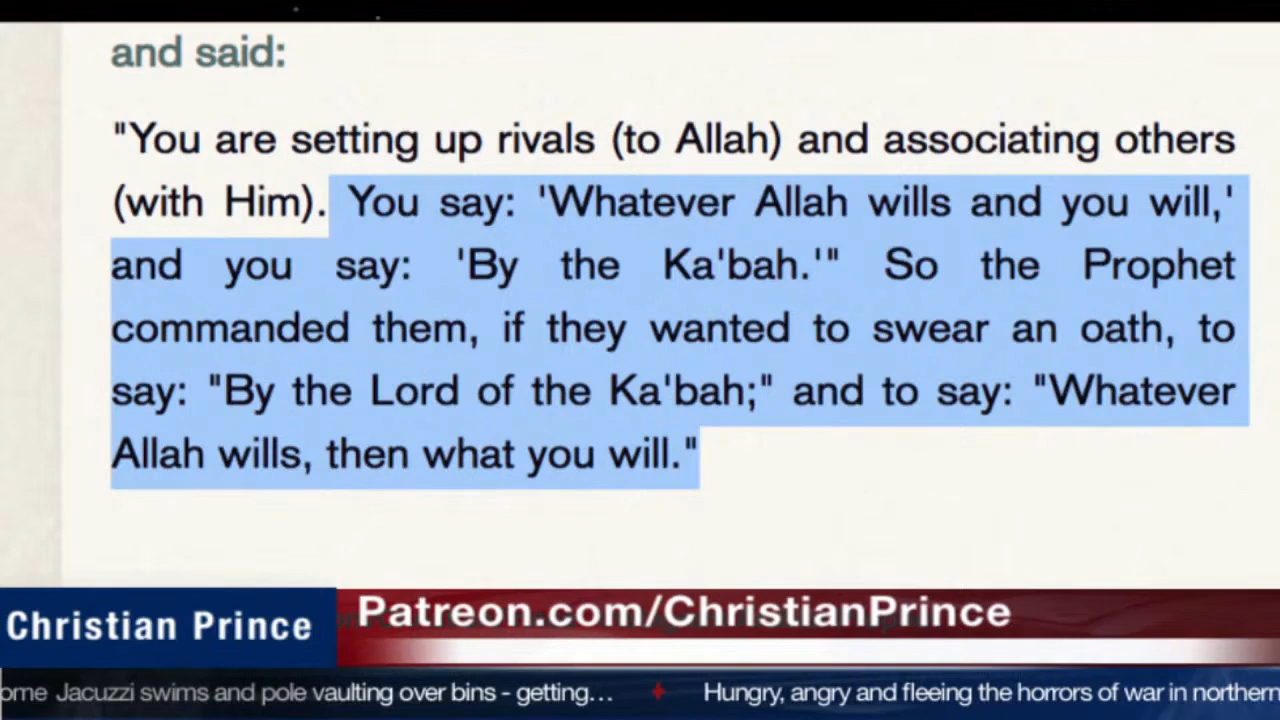 and said:
"You are setting up rivals (to Allah) and associating others
(with Him). You say: 'Whatever Allah wills and you will,'
and you say: 'By the Ka'bah.'" So the Prophet
commanded them, if they wanted to swear an oath, to
say: "By the Lord of the Ka'bah;" and to say: "Whatever
Allah wills, then what you will."
Christian Prince
Patreon.com/ChristianPrince
ome Jacuzzi swims and pole vaulting over bins - getting...
Hungry, angry and fleeing the horrors of war in northern